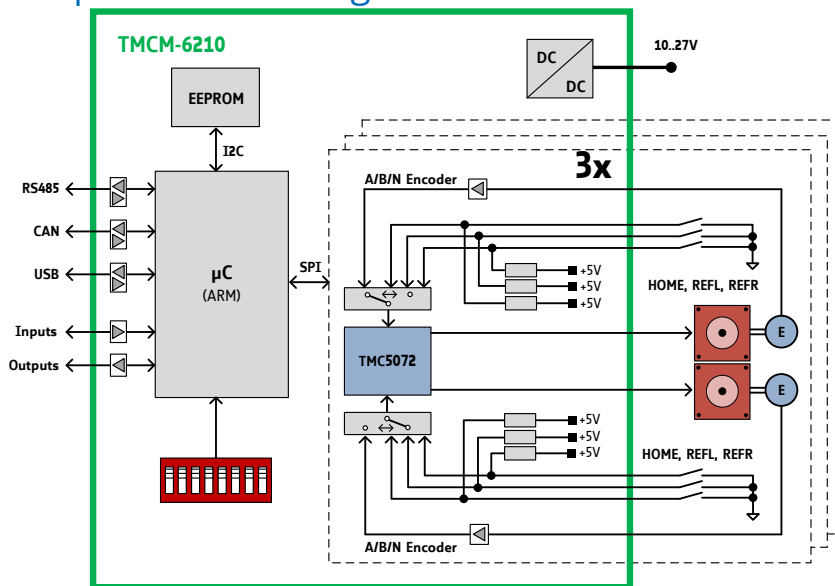 TMCM-6210
DC
DC
10..27V
EEPROM
I2C
3x
A/B/N Encoder
RS485
CAN
USB
Inputs
Outputs
µC
(ARM)
SPI
+5V
+5V
+5V
HOME, REFL, REFR
TMC5072
E
E
+5V
+5V
+5V
HOME, REFL, REFR
A/B/N Encoder